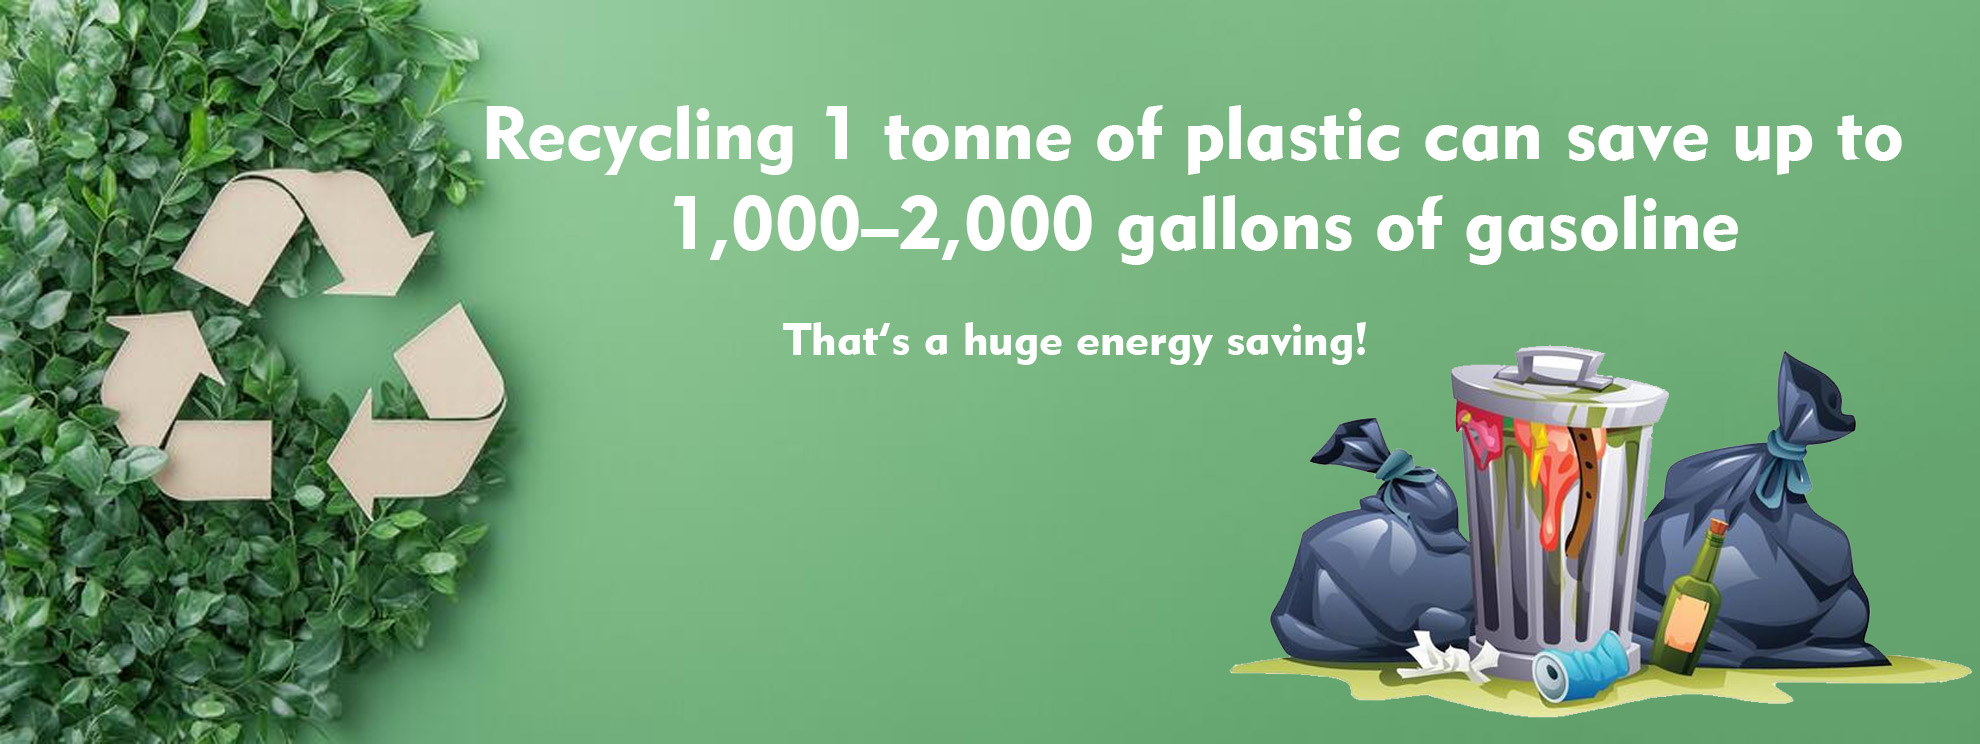 Recycling 1 tonne of plastic can save up to
1,000–2,000 gallons of gasoline
That‘s a huge energy saving!